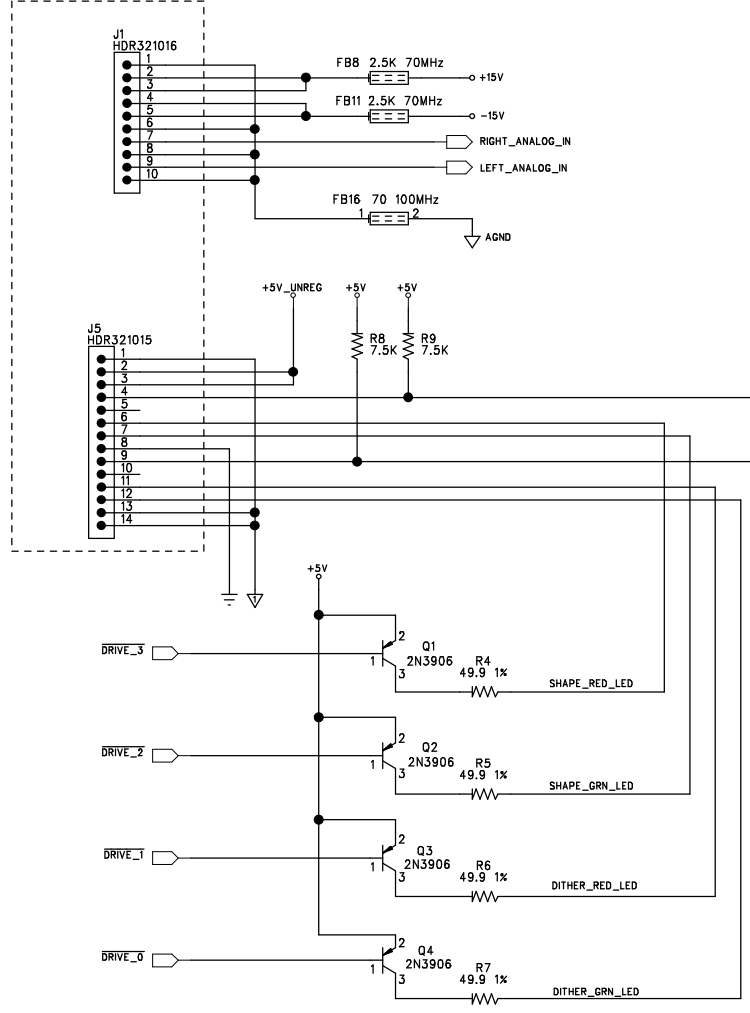 J1
HDR321016
1
2
3
4
5
6
7
8
9
10
FB8 2.5K 70MHz
+15V
FB11 2.5K 70MHz
-15V
RIGHT_ANALOG_IN
LEFT_ANALOG_IN
FB16 70 100MHz
1 2
AGND
+5V_UNREG +5V +5V
R8
7.5K
R9
7.5K
J5
HDR321015
1
2
3
4
5
6
7
8
9
10
11
12
13
14
1
+5V
DRIVE_3
1
2
3
Q1
2N3906
R4
49.9 1%
SHAPE_RED_LED
DRIVE_2
1
2
3
Q2
2N3906
R5
49.9 1%
SHAPE_GRN_LED
DRIVE_1
1
2
3
Q3
2N3906
R6
49.9 1%
DITHER_RED_LED
DRIVE_0
1
2
3
Q4
2N3906
R7
49.9 1%
DITHER_GRN_LED